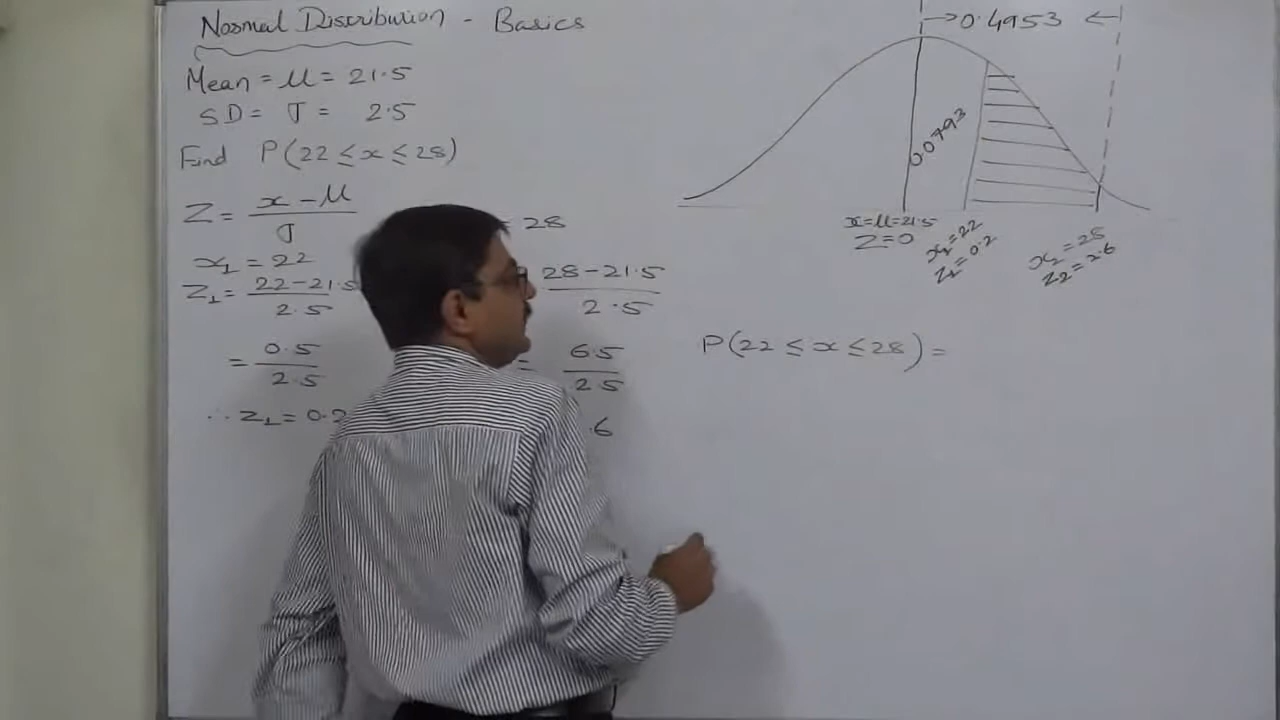 Normal Distribution - Basics
Mean = μ = 21.5
SD = σ = 2.5
Find P(22 ≤ x ≤ 28)
Z = x - μ / σ
x₁ = 22
Z₁ = 22 - 21.5 / 2.5
= 0.5 / 2.5
∴ Z₁ = 0.2
= 28
28 - 21.5 / 2.5
= 6.5 / 2.5
.6
0.4953
0.0793
x = μ = 21.5
Z = 0
x₁ = 22
Z₁ = 0.2
x₂ = 28
Z₂ = 2.6
P(22 ≤ x ≤ 28) =